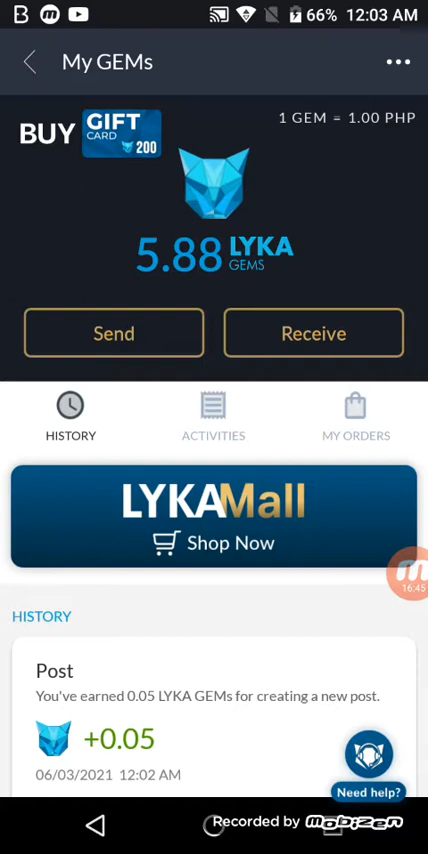 66% 12:03 AM
My GEMs
1 GEM = 1.00 PHP
BUY GIFT CARD 200
5.88 LYKA GEMS
Send Receive
HISTORY ACTIVITIES MY ORDERS
LYKAMall
Shop Now
16:45
HISTORY
Post
You've earned 0.05 LYKA GEMs for creating a new post.
+0.05
06/03/2021 12:02 AM
Need help?
Recorded by mobizen